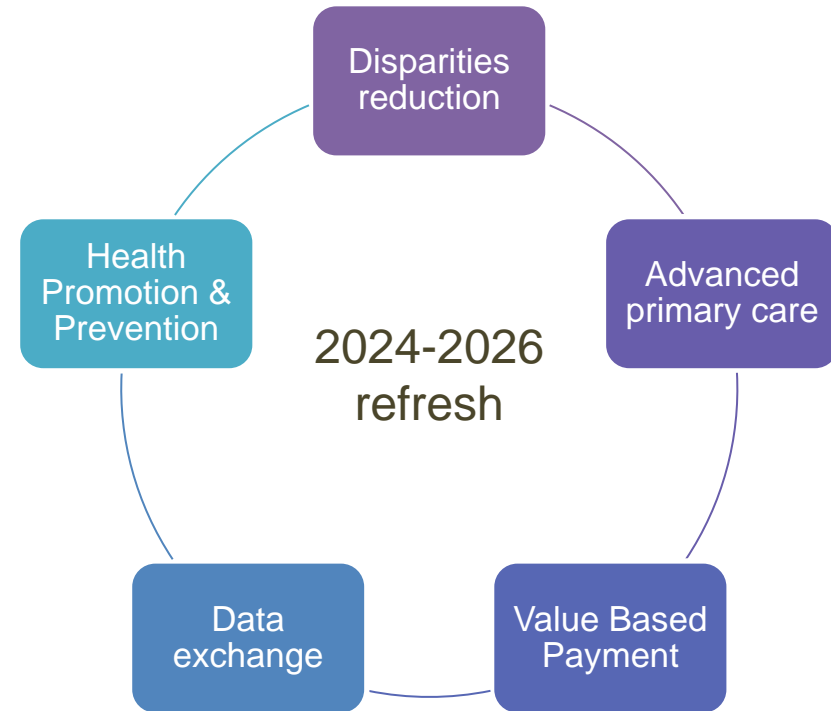 Disparities
reduction
Health
Promotion &
Prevention
Advanced
primary care
2024-2026
refresh
Data
exchange
Value Based
Payment